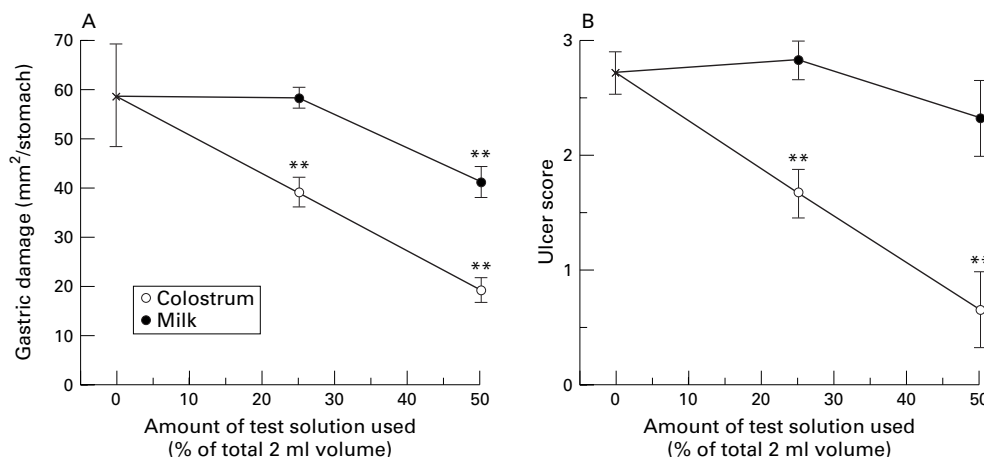 A
70
60
50
40
30
20
10
0
Gastric damage (mm²/stomach)
**
**
**
Colostrum
Milk
0 10 20 30 40 50
Amount of test solution used
(% of total 2 ml volume)
B
3
2
1
0
Ulcer score
**
**
0 10 20 30 40 50
Amount of test solution used
(% of total 2 ml volume)